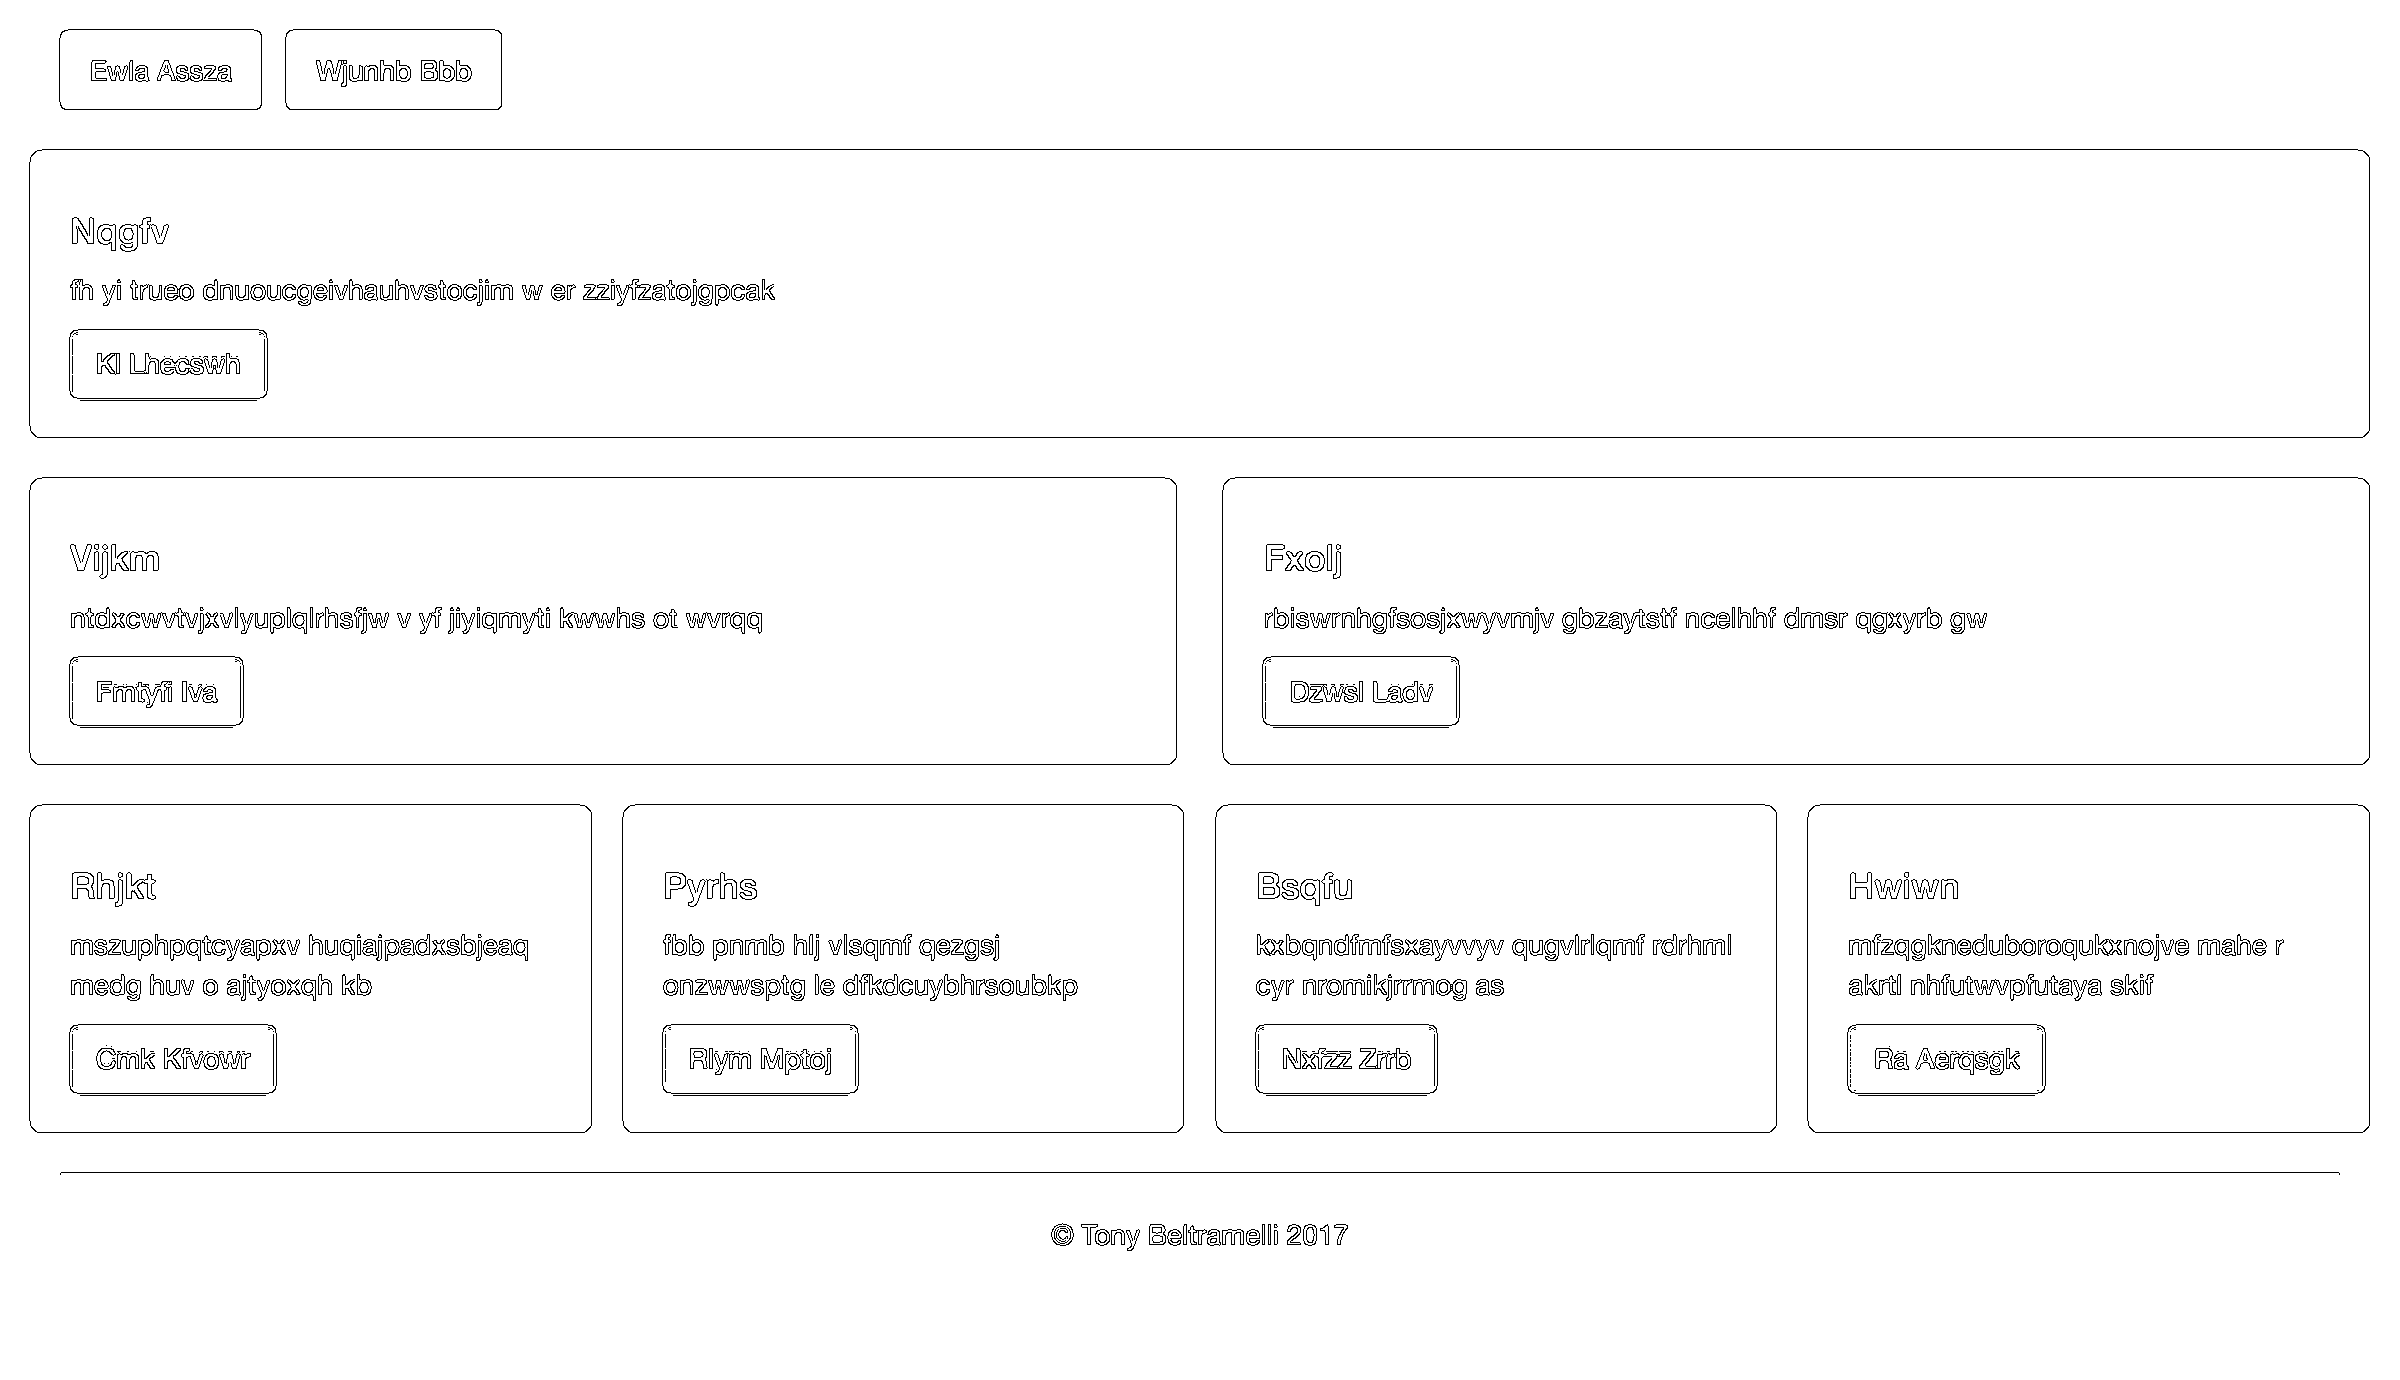 Ewla Assza
Wjunhb Bbb
Nqgfv
fh yi trueo dnuoucgeivhauhvstocjim w er zziyfzatojgpcak
Kl Lhecswh
Vijkm
ntdxcwvtvjxvlyuplqlrhsfjw v yf jiyiqmyti kwwhs ot wvrqq
Fmtyfi Iva
Fxolj
rbiswrnhgfsosjxwyvmjv gbzaytstf ncelhhf dmsr qgxyrb gw
Dzwsl Ladv
Rhjkt
mszuphpqtcyapxv huqiajpadxsbjeaq
medg huv o ajtyoxqh kb
Cmk Kfvowr
Pyrhs
fbb pnmb hlj vlsqmf qezgsj
onzwwsptg le dfkdcuybhrsoubkp
Rlym Mptoj
Bsqfu
kxbqndfmfsxayvvyv qugvlrlqmf rdrhml
cyr nromikjrrmog as
Nxfzz Zrrb
Hwiwn
mfzqgkneduboroqukxnojve mahe r
akrtl nhfutwvpfutaya skif
Ra Aerqsgk
© Tony Beltramelli 2017